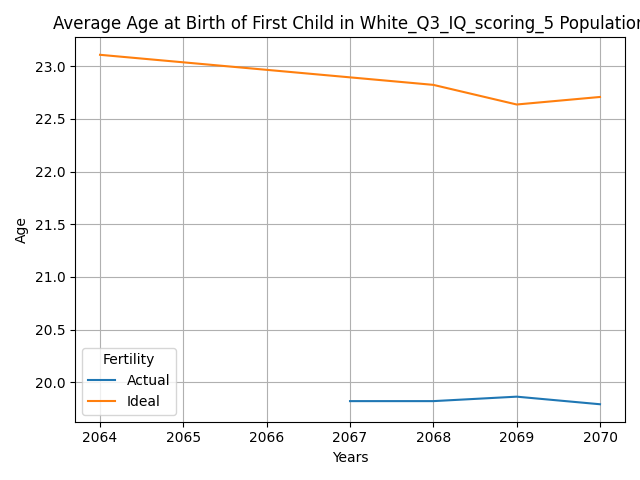 Average Age at Birth of First Child in White_Q3_IQ_scoring_5 Population
23.0
22.5
22.0
21.5
21.0
20.5
20.0
Age
Fertility
Actual
Ideal
2064 2065 2066 2067 2068 2069 2070
Years